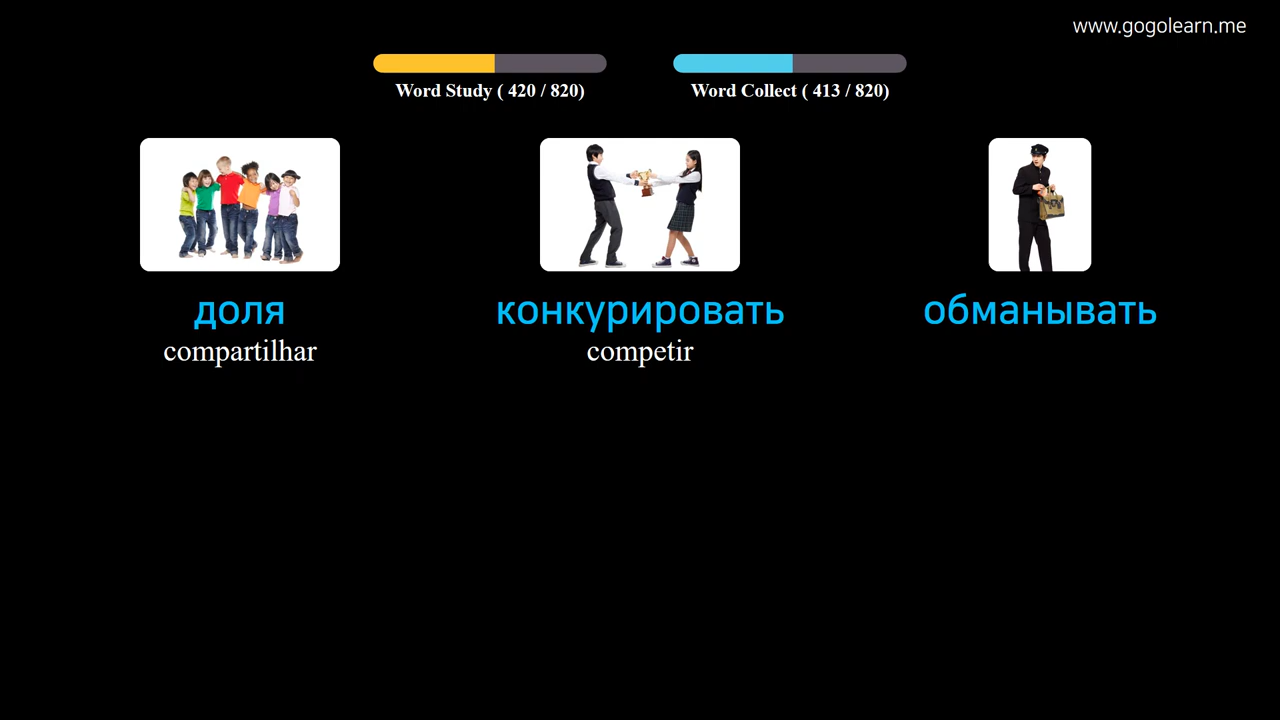 www.gogolearn.me
Word Study ( 420 / 820)
Word Collect ( 413 / 820)
доля
конкурировать
обманывать
compartilhar
competir